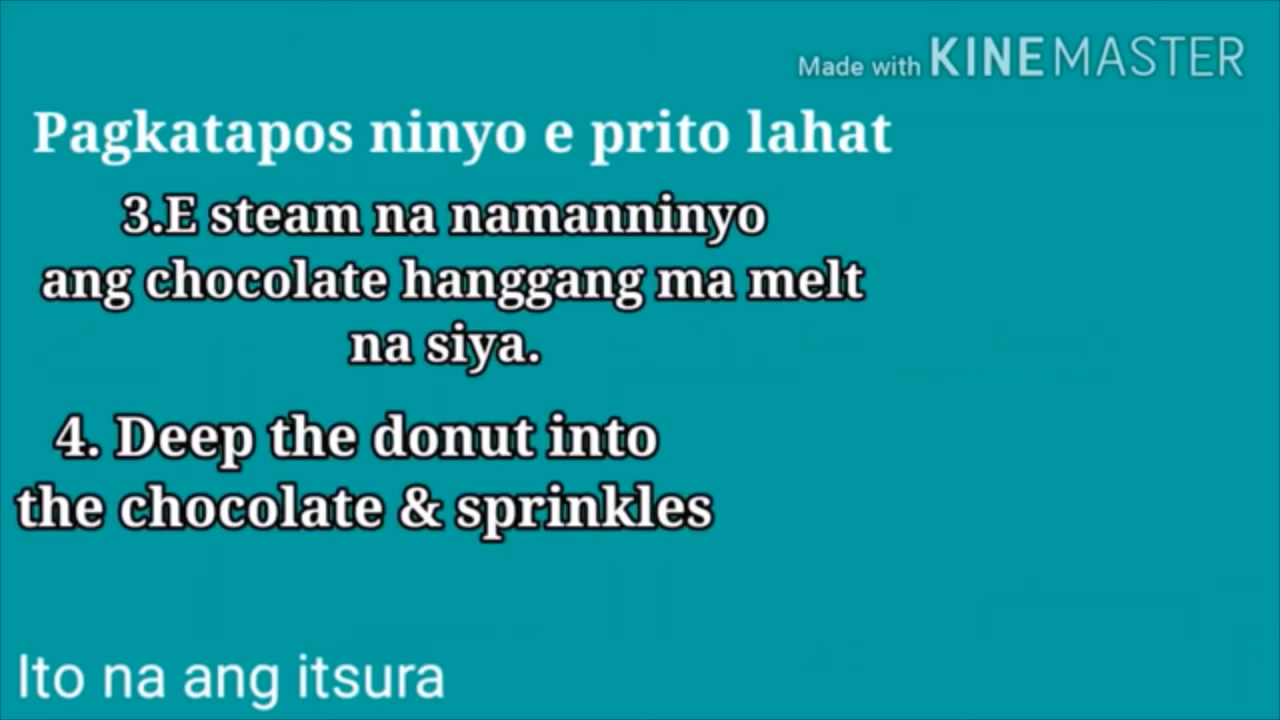 Made with KINEMASTER
Pagkatapos ninyo e prito lahat
3.E steam na namanninyo
ang chocolate hanggang ma melt
na siya.
4. Deep the donut into
the chocolate & sprinkles
Ito na ang itsura